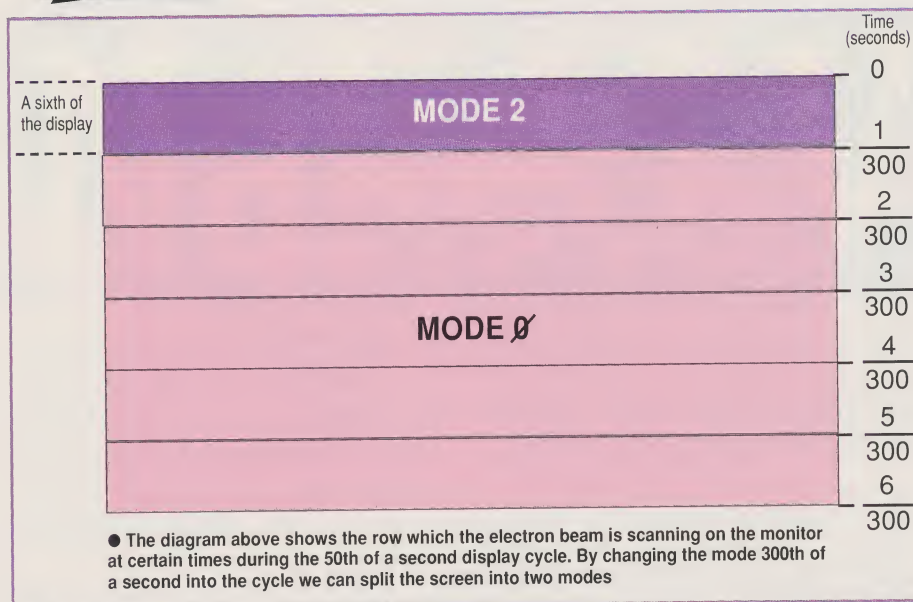 Time
(seconds)
0
A sixth of
the display
MODE 2
1
300
2
300
3
300
MODE 0
4
300
5
300
6
300
● The diagram above shows the row which the electron beam is scanning on the monitor
at certain times during the 50th of a second display cycle. By changing the mode 300th of
a second into the cycle we can split the screen into two modes